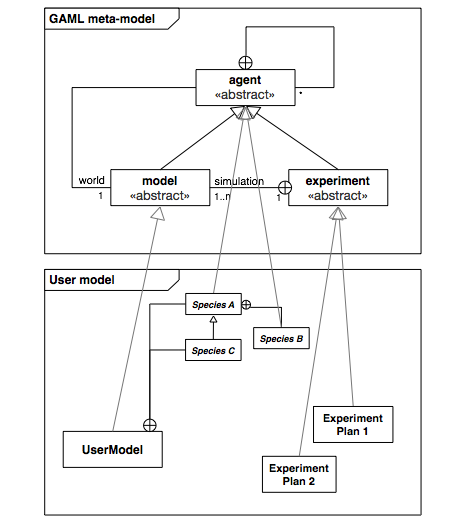 GAML meta-model
agent
«abstract»
*
world
1
model
«abstract»
simulation
1..n
1
experiment
«abstract»
User model
Species A
Species B
Species C
UserModel
Experiment
Plan 1
Experiment
Plan 2